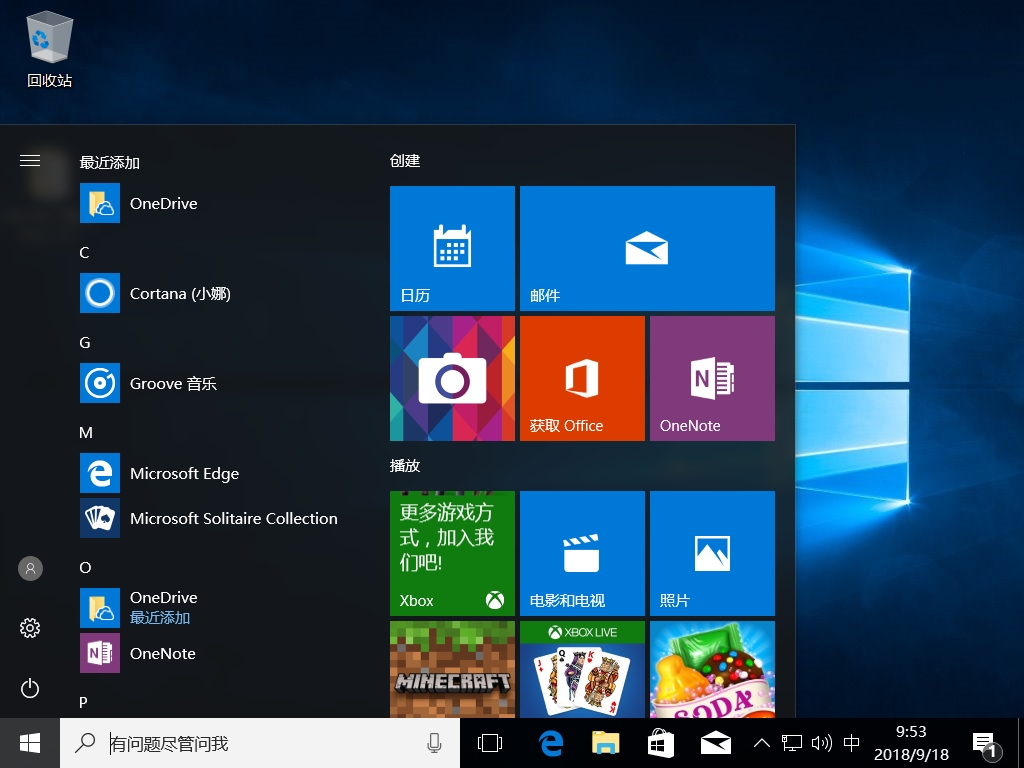 回收站
最近添加
OneDrive
C
Cortana (小娜)
G
Groove 音乐
M
Microsoft Edge
Microsoft Solitaire Collection
O
OneDrive
最近添加
OneNote
P
创建
日历
邮件
获取 Office
N
OneNote
播放
更多游戏方
式，加入我
们吧!
Xbox
电影和电视
照片
MINECRAFT
XBOX LIVE
J
Q
K
K
SODA
有问题尽管问我
中
9:53
2018/9/18
1